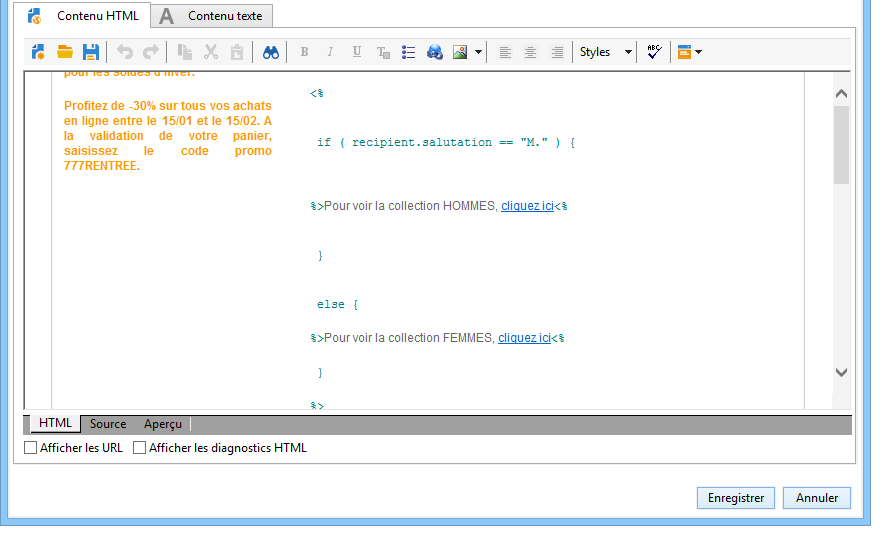 Contenu HTML
A Contenu texte
B I U T Styles ABC
pour les soldes d'hiver.
Profitez de -30% sur tous vos achats
en ligne entre le 15/01 et le 15/02. A
la validation de votre panier,
saisissez le code promo
777RENTREE.
<%
if ( recipient.salutation == "M." ) {
%>Pour voir la collection HOMMES, cliquez ici<%
}
else {
%>Pour voir la collection FEMMES, cliquez ici<%
}
%>
HTML Source Aperçu
Afficher les URL Afficher les diagnostics HTML
Enregistrer Annuler